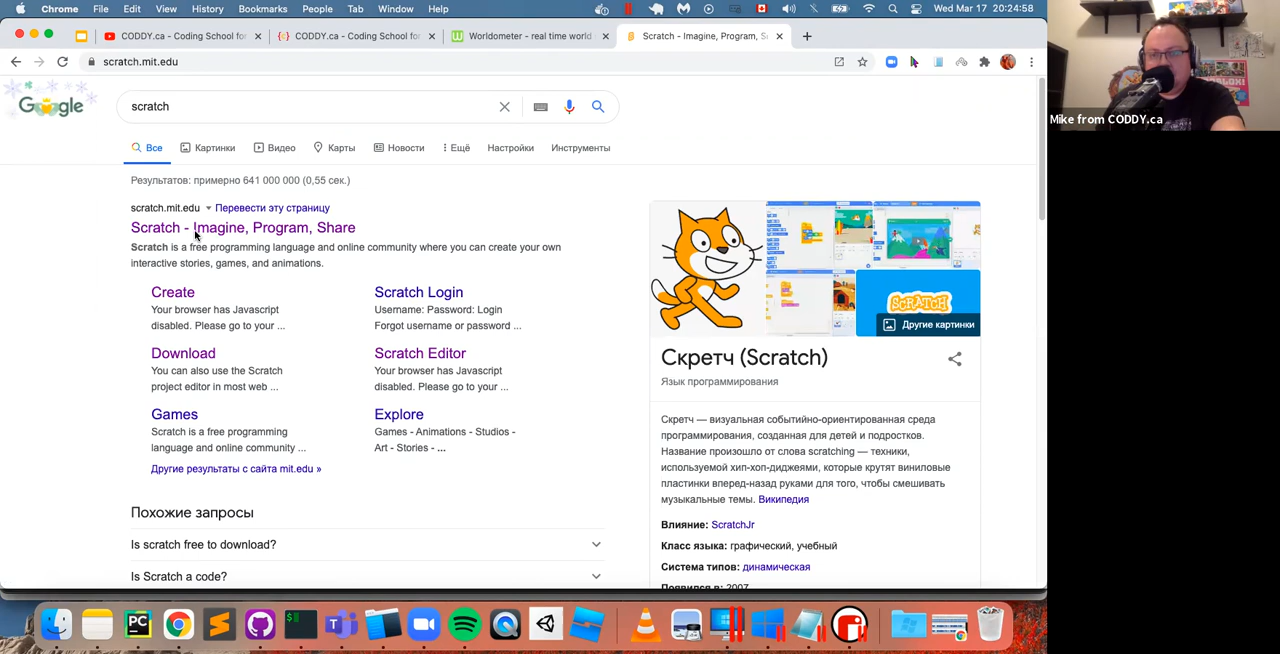 Chrome File Edit View History Bookmarks People Tab Window Help Wed Mar 17 20:24:58
CODDY.ca - Coding School for
CODDY.ca - Coding School for
Worldometer - real time world
Scratch - Imagine, Program, S
scratch.mit.edu
Google
scratch
Все Картинки Видео Карты Новости Ещё Настройки Инструменты
Результатов: примерно 641 000 000 (0,55 сек.)
scratch.mit.edu Перевести эту страницу
Scratch - Imagine, Program, Share
Scratch is a free programming language and online community where you can create your own
interactive stories, games, and animations.
Create
Your browser has Javascript
disabled. Please go to your ...
Scratch Login
Username: Password: Login
Forgot username or password ...
Download
You can also use the Scratch
project editor in most web ...
Scratch Editor
Your browser has Javascript
disabled. Please go to your ...
Games
Scratch is a free programming
language and online community ...
Explore
Games - Animations - Studios -
Art - Stories - ...
Другие результаты с сайта mit.edu »
Похожие запросы
Is scratch free to download?
Is Scratch a code?
SCRATCH
Другие картинки
Скретч (Scratch)
Язык программирования
Скретч — визуальная событийно-ориентированная среда
программирования, созданная для детей и подростков.
Название произошло от слова scratching — техники,
используемой хип-хоп-диджеями, которые крутят виниловые
пластинки вперед-назад руками для того, чтобы смешивать
музыкальные темы. Википедия
Влияние: ScratchJr
Класс языка: графический, учебный
Система типов: динамическая
Появился в: 2007
Mike from CODDY.ca
PC